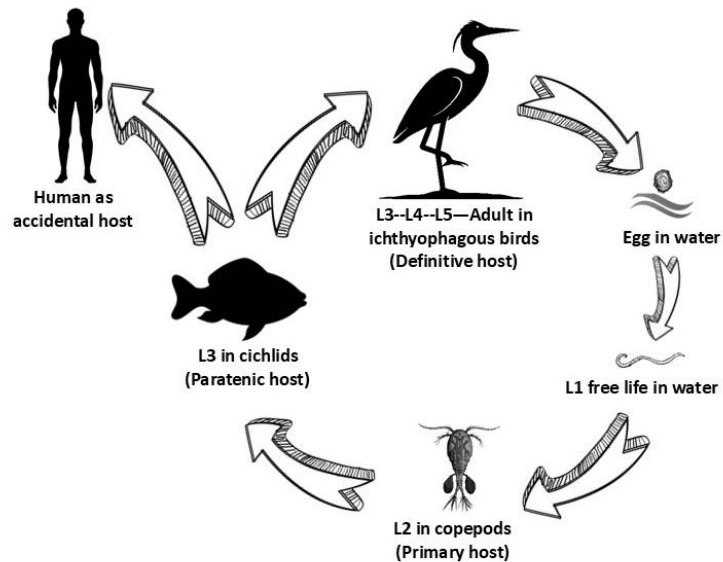 Human as
accidental host
L3--L4--L5—Adult in
ichthyophagous birds
(Definitive host)
Egg in water
L3 in cichlids
(Paratenic host)
L1 free life in water
L2 in copepods
(Primary host)